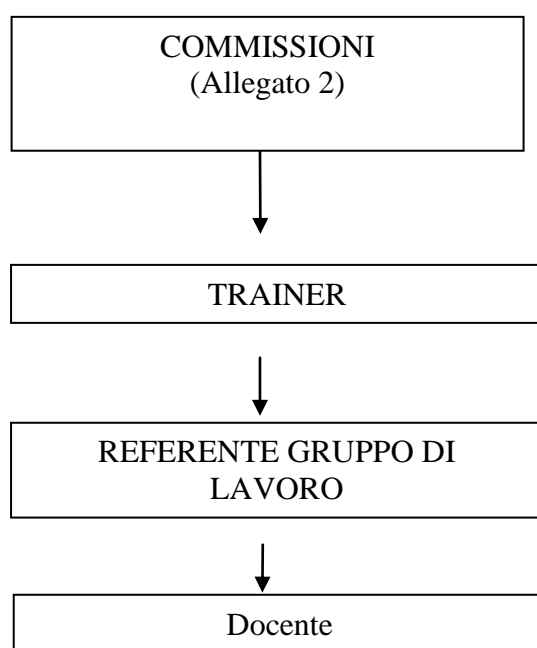 COMMISSIONI
(Allegato 2)
TRAINER
REFERENTE GRUPPO DI
LAVORO
Docente